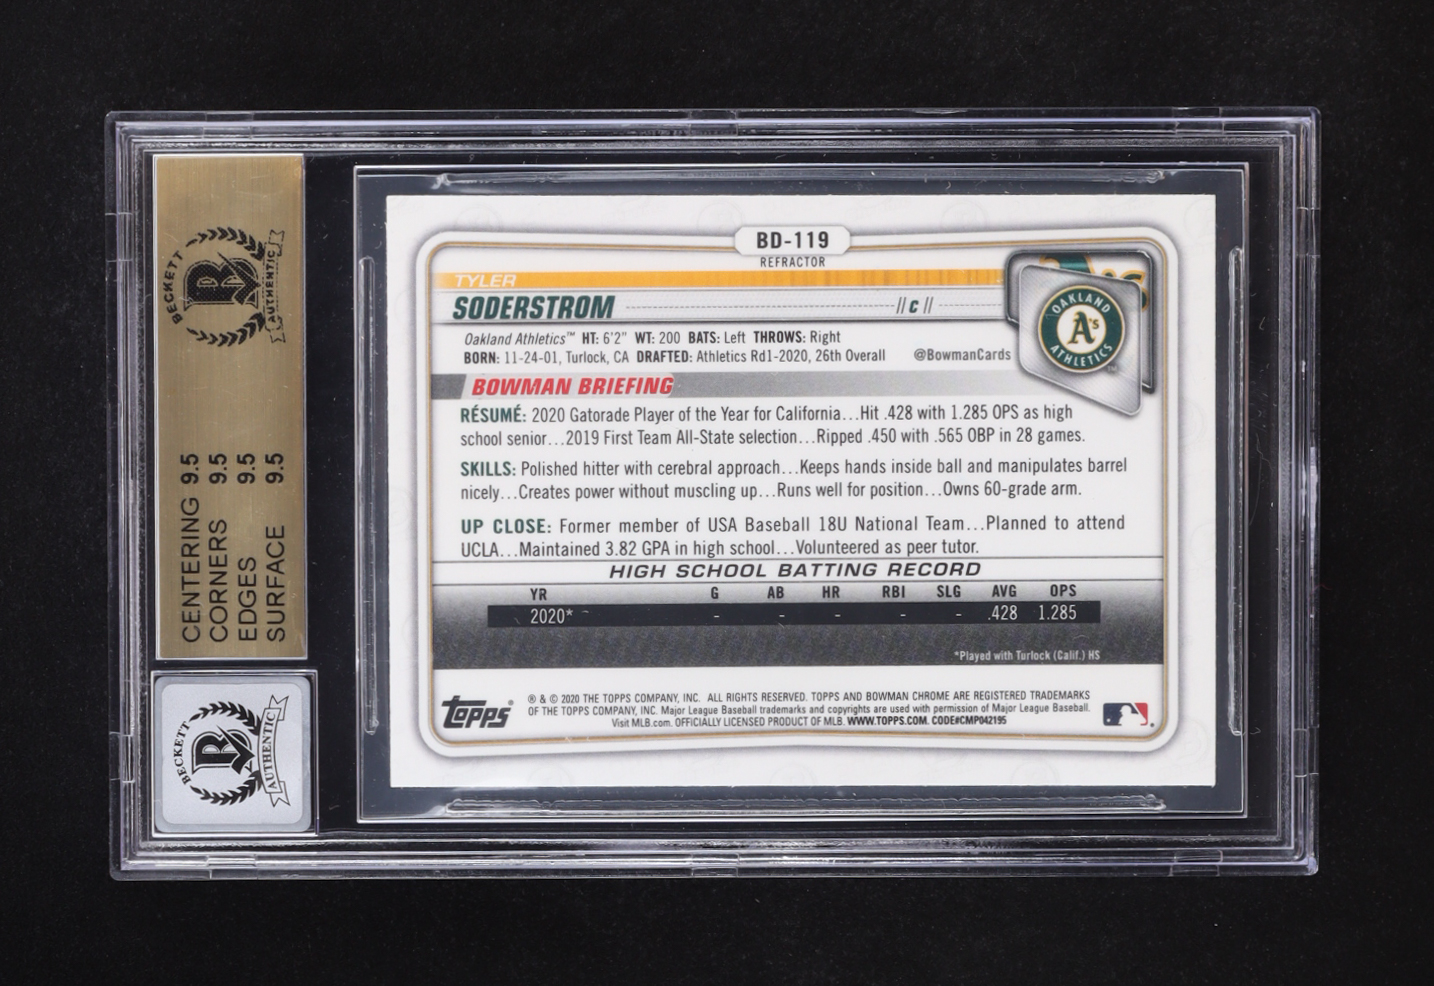 BECKETT
AUTHENTIC
CENTERING 9.5
CORNERS 9.5
EDGES 9.5
SURFACE 9.5
BECKETT
AUTHENTIC
BD-119
REFRACTOR
TYLER
SODERSTROM // C //
Oakland Athletics™ HT: 6'2" WT: 200 BATS: Left THROWS: Right
BORN: 11-24-01, Turlock, CA DRAFTED: Athletics Rd1-2020, 26th Overall @BowmanCards
OAKLAND
A's
ATHLETICS
TM
BOWMAN BRIEFING
RÉSUMÉ: 2020 Gatorade Player of the Year for California...Hit .428 with 1.285 OPS as high
school senior...2019 First Team All-State selection...Ripped .450 with .565 OBP in 28 games.
SKILLS: Polished hitter with cerebral approach...Keeps hands inside ball and manipulates barrel
nicely...Creates power without muscling up...Runs well for position...Owns 60-grade arm.
UP CLOSE: Former member of USA Baseball 18U National Team...Planned to attend
UCLA...Maintained 3.82 GPA in high school...Volunteered as peer tutor.
HIGH SCHOOL BATTING RECORD
YR G AB HR RBI SLG AVG OPS
2020* - - - - - .428 1.285
*Played with Turlock (Calif.) HS
Topps®
® & © 2020 THE TOPPS COMPANY, INC. ALL RIGHTS RESERVED. TOPPS AND BOWMAN CHROME ARE REGISTERED TRADEMARKS
OF THE TOPPS COMPANY, INC. Major League Baseball trademarks and copyrights are used with permission of Major League Baseball.
Visit MLB.com. OFFICIALLY LICENSED PRODUCT OF MLB. WWW.TOPPS.COM. CODE#CMP042195